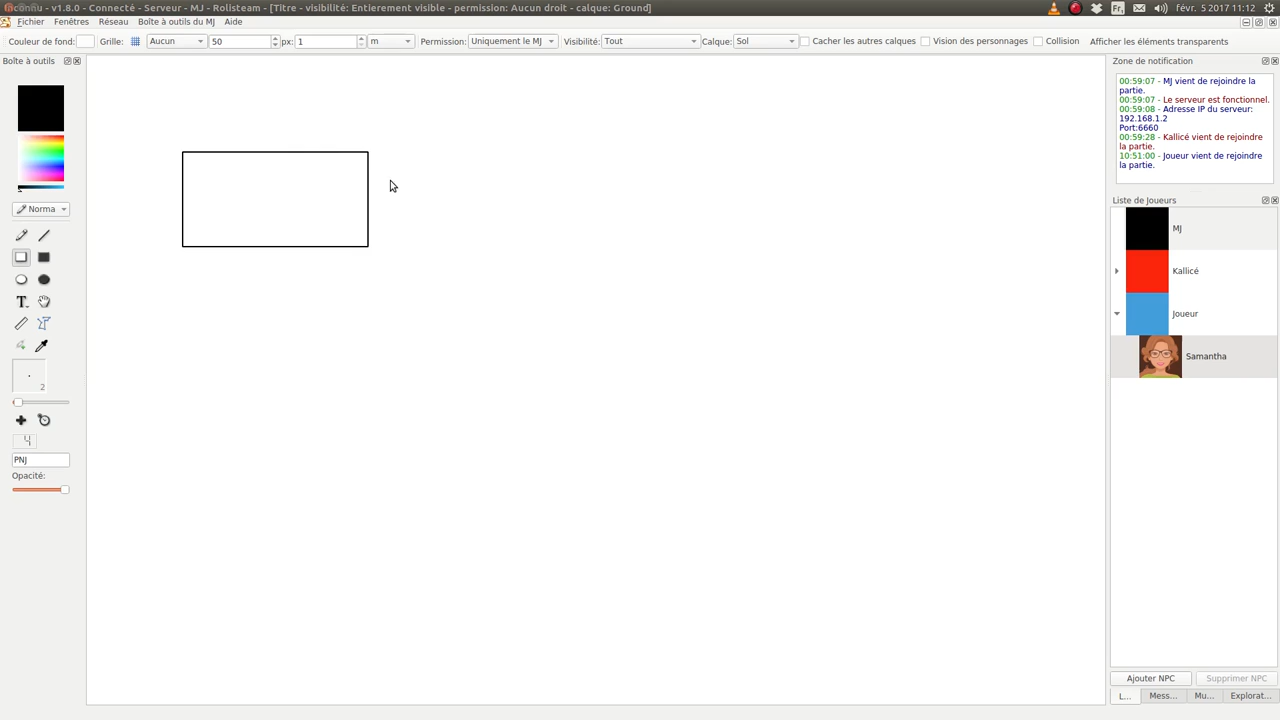 - v1.8.0 - Connecté - Serveur - MJ - Rolisteam - [Titre - visibilité: Entierement visible - permission: Aucun droit - calque: Ground]
Fr
févr. 5 2017 11:12
Fichier Fenêtres Réseau Boîte à outils du MJ Aide
Couleur de fond: Grille: Aucun 50 px: 1 m Permission: Uniquement le MJ Visibilité: Tout Calque: Sol Cacher les autres calques Vision des personnages Collision Afficher les éléments transparents
Boîte à outils
Norma
2
PNJ
Opacité:
Zone de notification
00:59:07 - MJ vient de rejoindre la
partie.
00:59:07 - Le serveur est fonctionnel.
00:59:08 - Adresse IP du serveur:
192.168.1.2
Port:6660
00:59:28 - Kallicé vient de rejoindre
la partie.
10:51:00 - Joueur vient de rejoindre
la partie.
Liste de Joueurs
MJ
Kallicé
Joueur
Samantha
Ajouter NPC Supprimer NPC
L... Mess... Mu... Explorat...